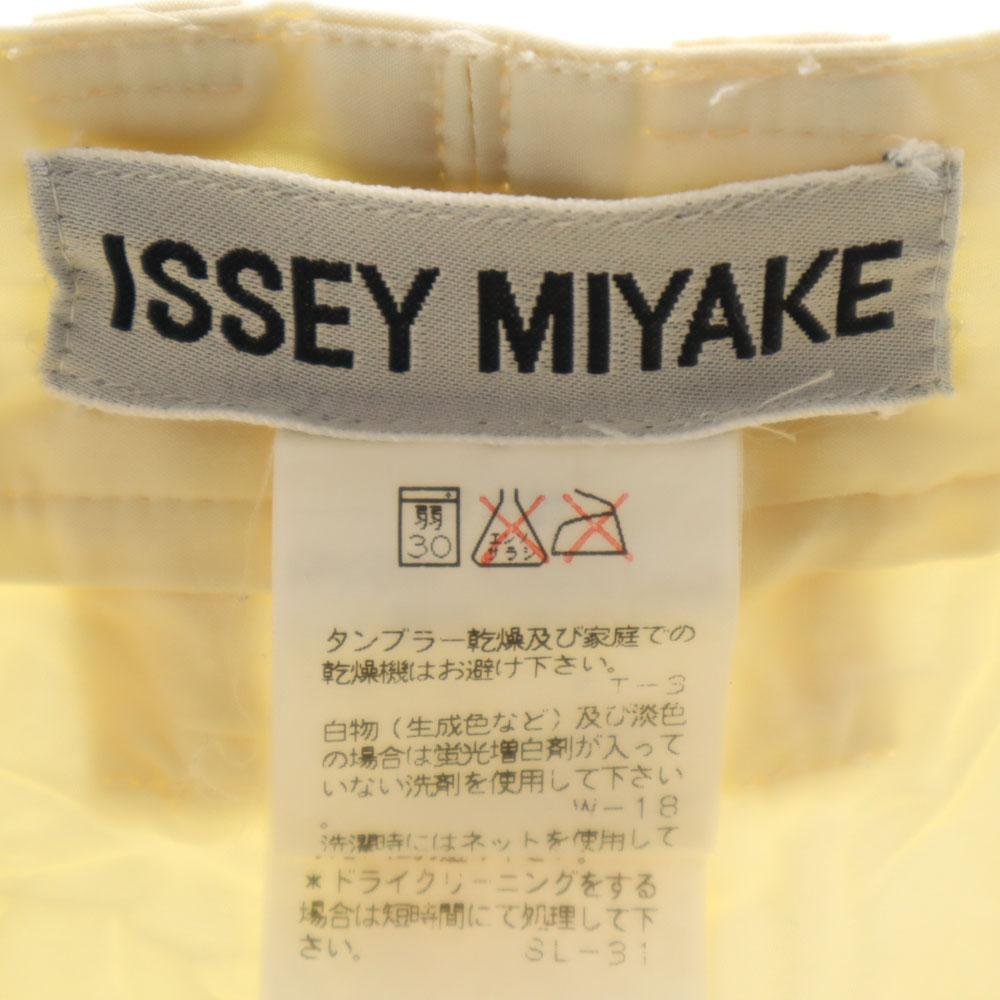 ISSEY MIYAKE
弱
30
エンソ
サラシ
タンブラー乾燥及び家庭での
乾燥機はお避け下さい。
T-3
白物(生成色など)及び淡色
の場合は蛍光増白剤が入って
いない洗剤を使用して下さい
。
W-18
洗濯時にはネットを使用して
下さい。
*ドライクリーニングをする
場合は短時間にて処理して下
さい。
SL-31